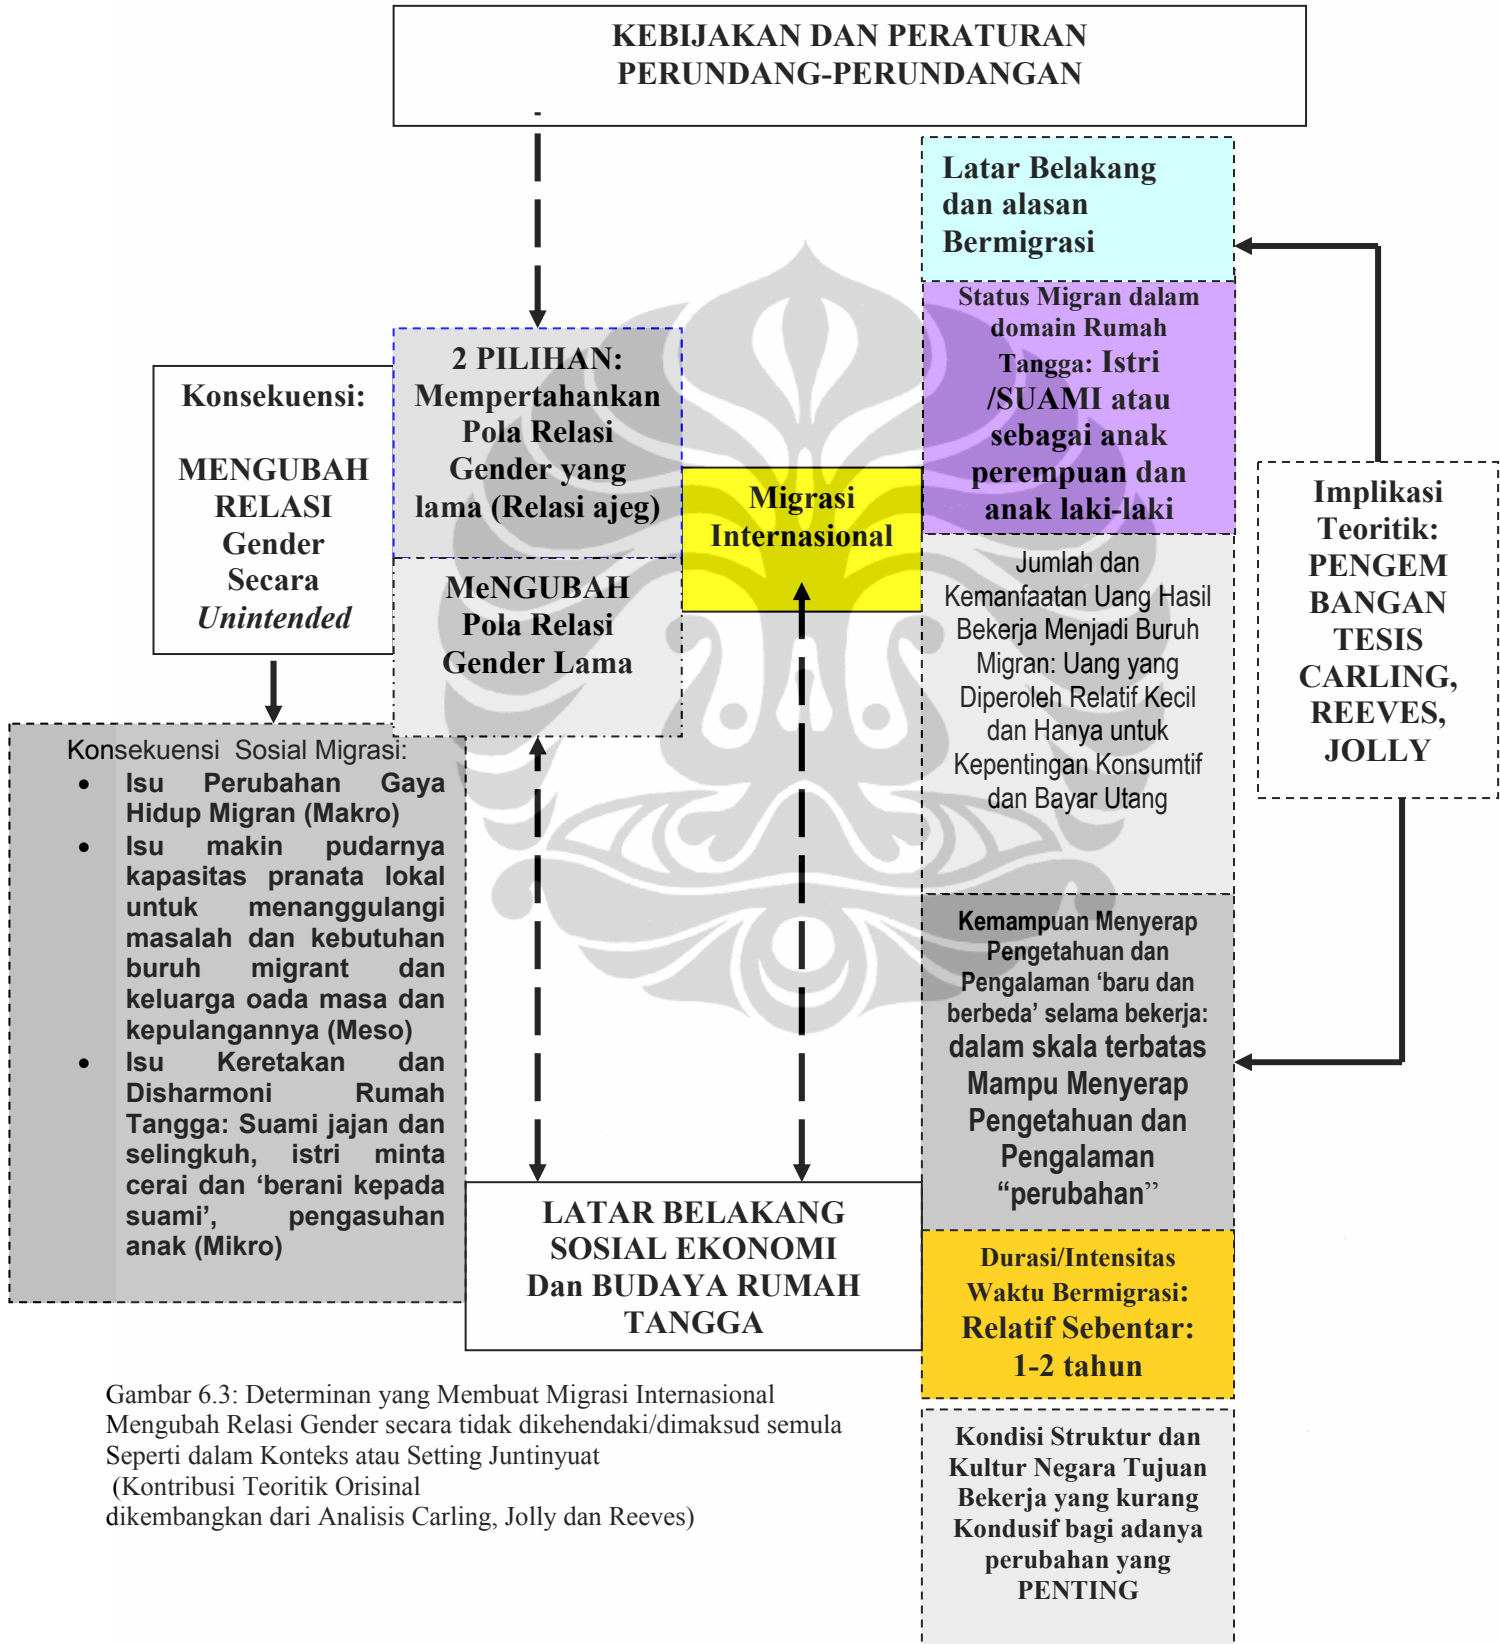 KEBIJAKAN DAN PERATURAN
PERUNDANG-PERUNDANGAN
Latar Belakang
dan alasan
Bermigrasi
Status Migran dalam
domain Rumah
Tangga: Istri
/SUAMI atau
sebagai anak
perempuan dan
anak laki-laki
2 PILIHAN:
Mempertahankan
Pola Relasi
Gender yang
lama (Relasi ajeg)
MeNGUBAH
Pola Relasi
Gender Lama
Konsekuensi:
MENGUBAH
RELASI
Gender
Secara
Unintended
Migrasi
Internasional
Implikasi
Teoritik:
PENGEM
BANGAN
TESIS
CARLING,
REEVES,
JOLLY
Jumlah dan
Kemanfaatan Uang Hasil
Bekerja Menjadi Buruh
Migran: Uang yang
Diperoleh Relatif Kecil
dan Hanya untuk
Kepentingan Konsumtif
dan Bayar Utang
Konsekuensi Sosial Migrasi:
• Isu Perubahan Gaya
Hidup Migran (Makro)
• Isu makin pudarnya
kapasitas pranata lokal
untuk menanggulangi
masalah dan kebutuhan
buruh migrant dan
keluarga oada masa dan
kepulangannya (Meso)
• Isu Keretakan dan
Disharmoni Rumah
Tangga: Suami jajan dan
selingkuh, istri minta
cerai dan ‘berani kepada
suami’, pengasuhan
anak (Mikro)
Kemampuan Menyerap
Pengetahuan dan
Pengalaman ‘baru dan
berbeda’ selama bekerja:
dalam skala terbatas
Mampu Menyerap
Pengetahuan dan
Pengalaman
“perubahan”
LATAR BELAKANG
SOSIAL EKONOMI
Dan BUDAYA RUMAH
TANGGA
Durasi/Intensitas
Waktu Bermigrasi:
Relatif Sebentar:
1-2 tahun
Kondisi Struktur dan
Kultur Negara Tujuan
Bekerja yang kurang
Kondusif bagi adanya
perubahan yang
PENTING
Gambar 6.3: Determinan yang Membuat Migrasi Internasional
Mengubah Relasi Gender secara tidak dikehendaki/dimaksud semula
Seperti dalam Konteks atau Setting Juntinyuat
(Kontribusi Teoritik Orisinal
dikembangkan dari Analisis Carling, Jolly dan Reeves)